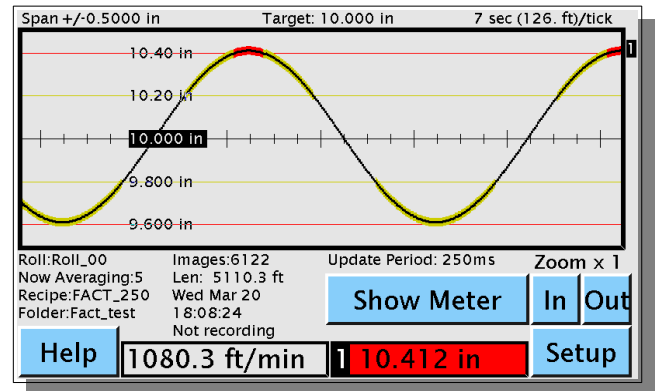 Span +/-0.5000 in Target: 10.000 in 7 sec (126. ft)/tick
1
10.40 in
10.20 in
10.000 in
9.800 in
9.600 in
Roll:Roll_00 Images:6122 Update Period: 250ms Zoom x 1
Now Averaging:5 Len: 5110.3 ft
Recipe:FACT_250 Wed Mar 20 Show Meter In Out
Folder:Fact_test 18:08:24
Not recording
Help 1080.3 ft/min 1 10.412 in Setup